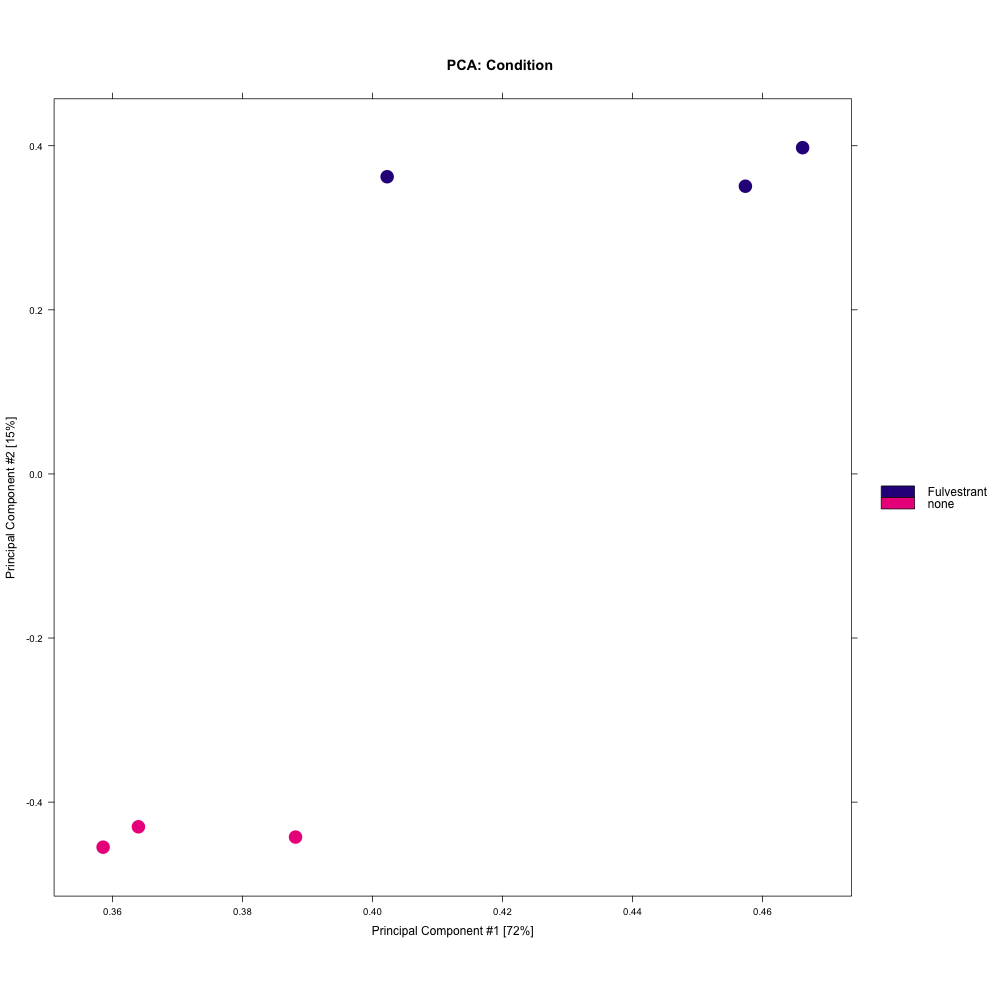 PCA: Condition
0.4
0.2
0.0
-0.2
-0.4
Principal Component #2 [15%]
0.36
0.38
0.40
0.42
0.44
0.46
Principal Component #1 [72%]
Fulvestrant
none